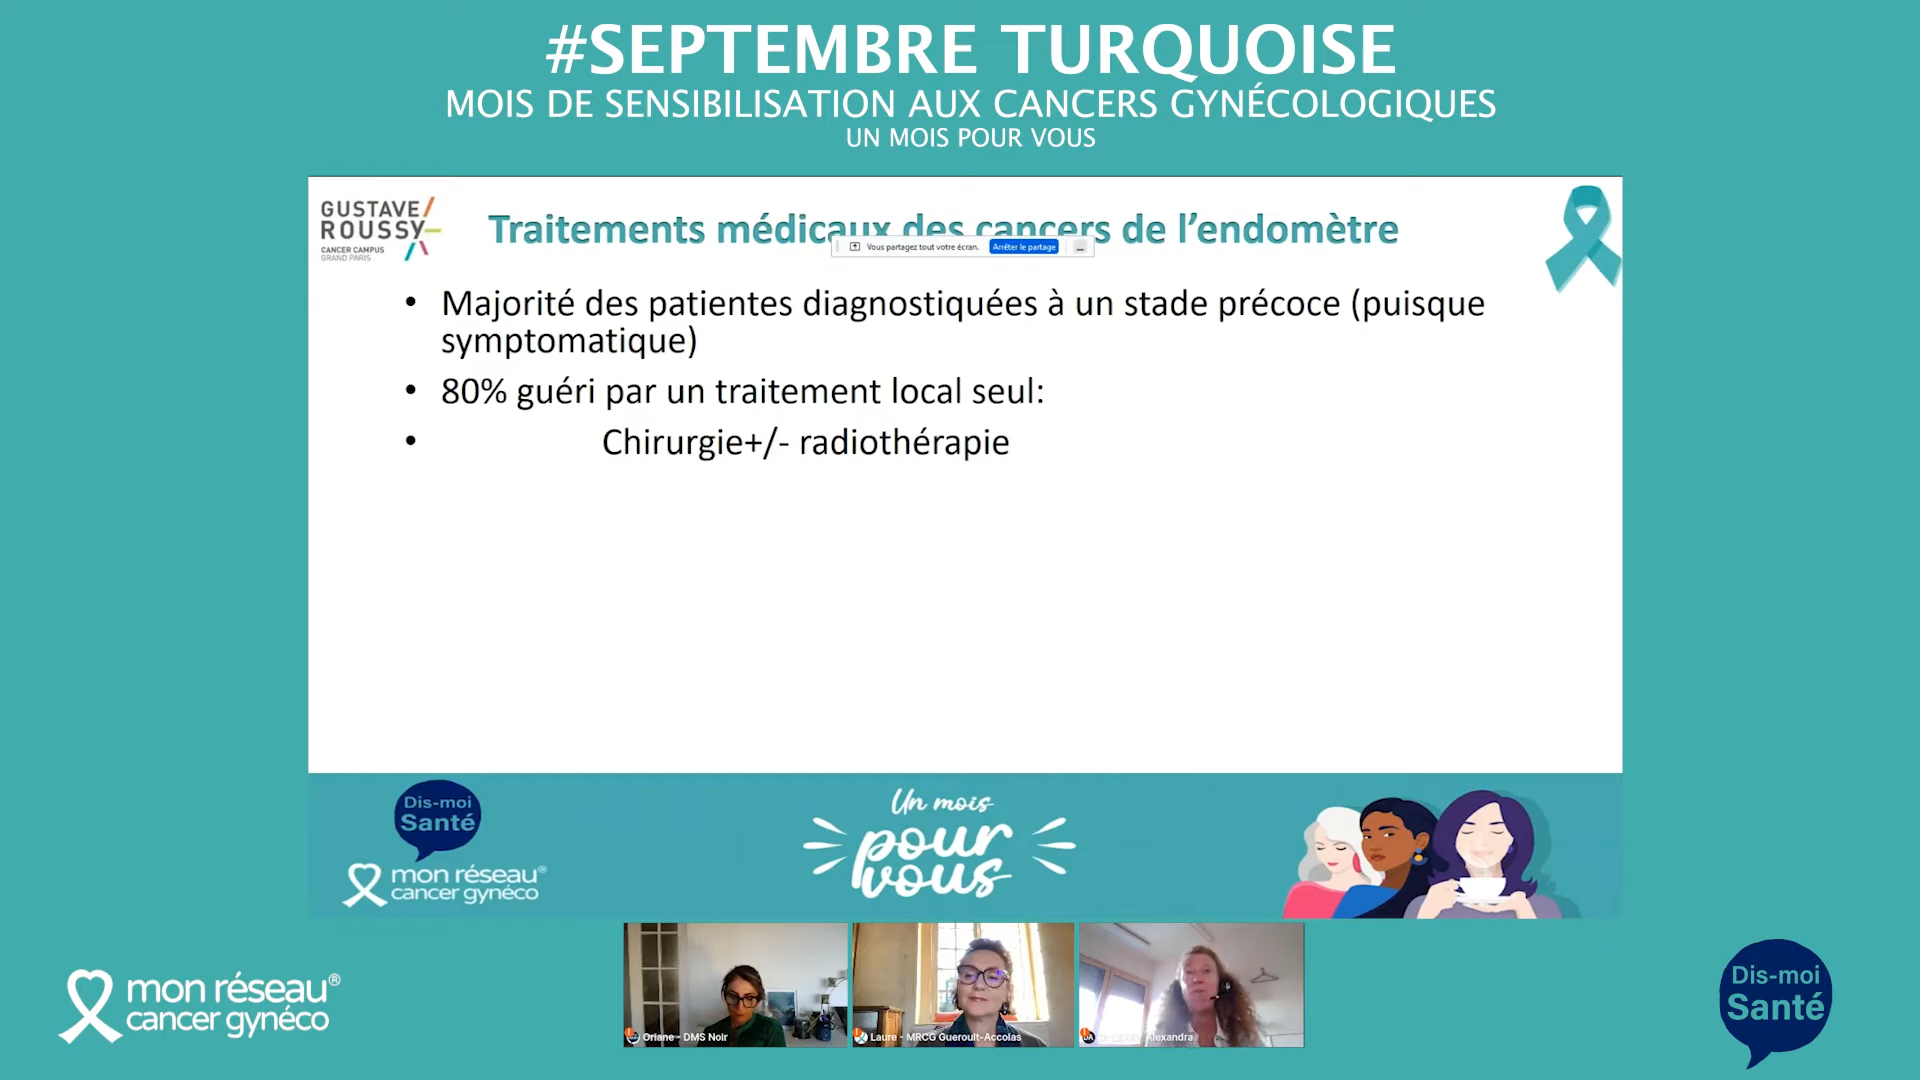 #SEPTEMBRE TURQUOISE
MOIS DE SENSIBILISATION AUX CANCERS GYNÉCOLOGIQUES
UN MOIS POUR VOUS
GUSTAVE/
ROUSSY
CANCER CAMPUS
GRAND PARIS
Traitements médicaux des cancers de l'endomètre
Vous partagez tout votre écran. Arrêter le partage
• Majorité des patientes diagnostiquées à un stade précoce (puisque
symptomatique)
• 80% guéri par un traitement local seul:
• Chirurgie+/- radiothérapie
Dis-moi
Santé
mon réseau®
cancer gynéco
Un mois
pour
vous
Oriane - DMS Noir
Laure - MRCG Gueroult-Accolas
DA
Alexandra
mon réseau®
cancer gynéco
Dis-moi
Santé